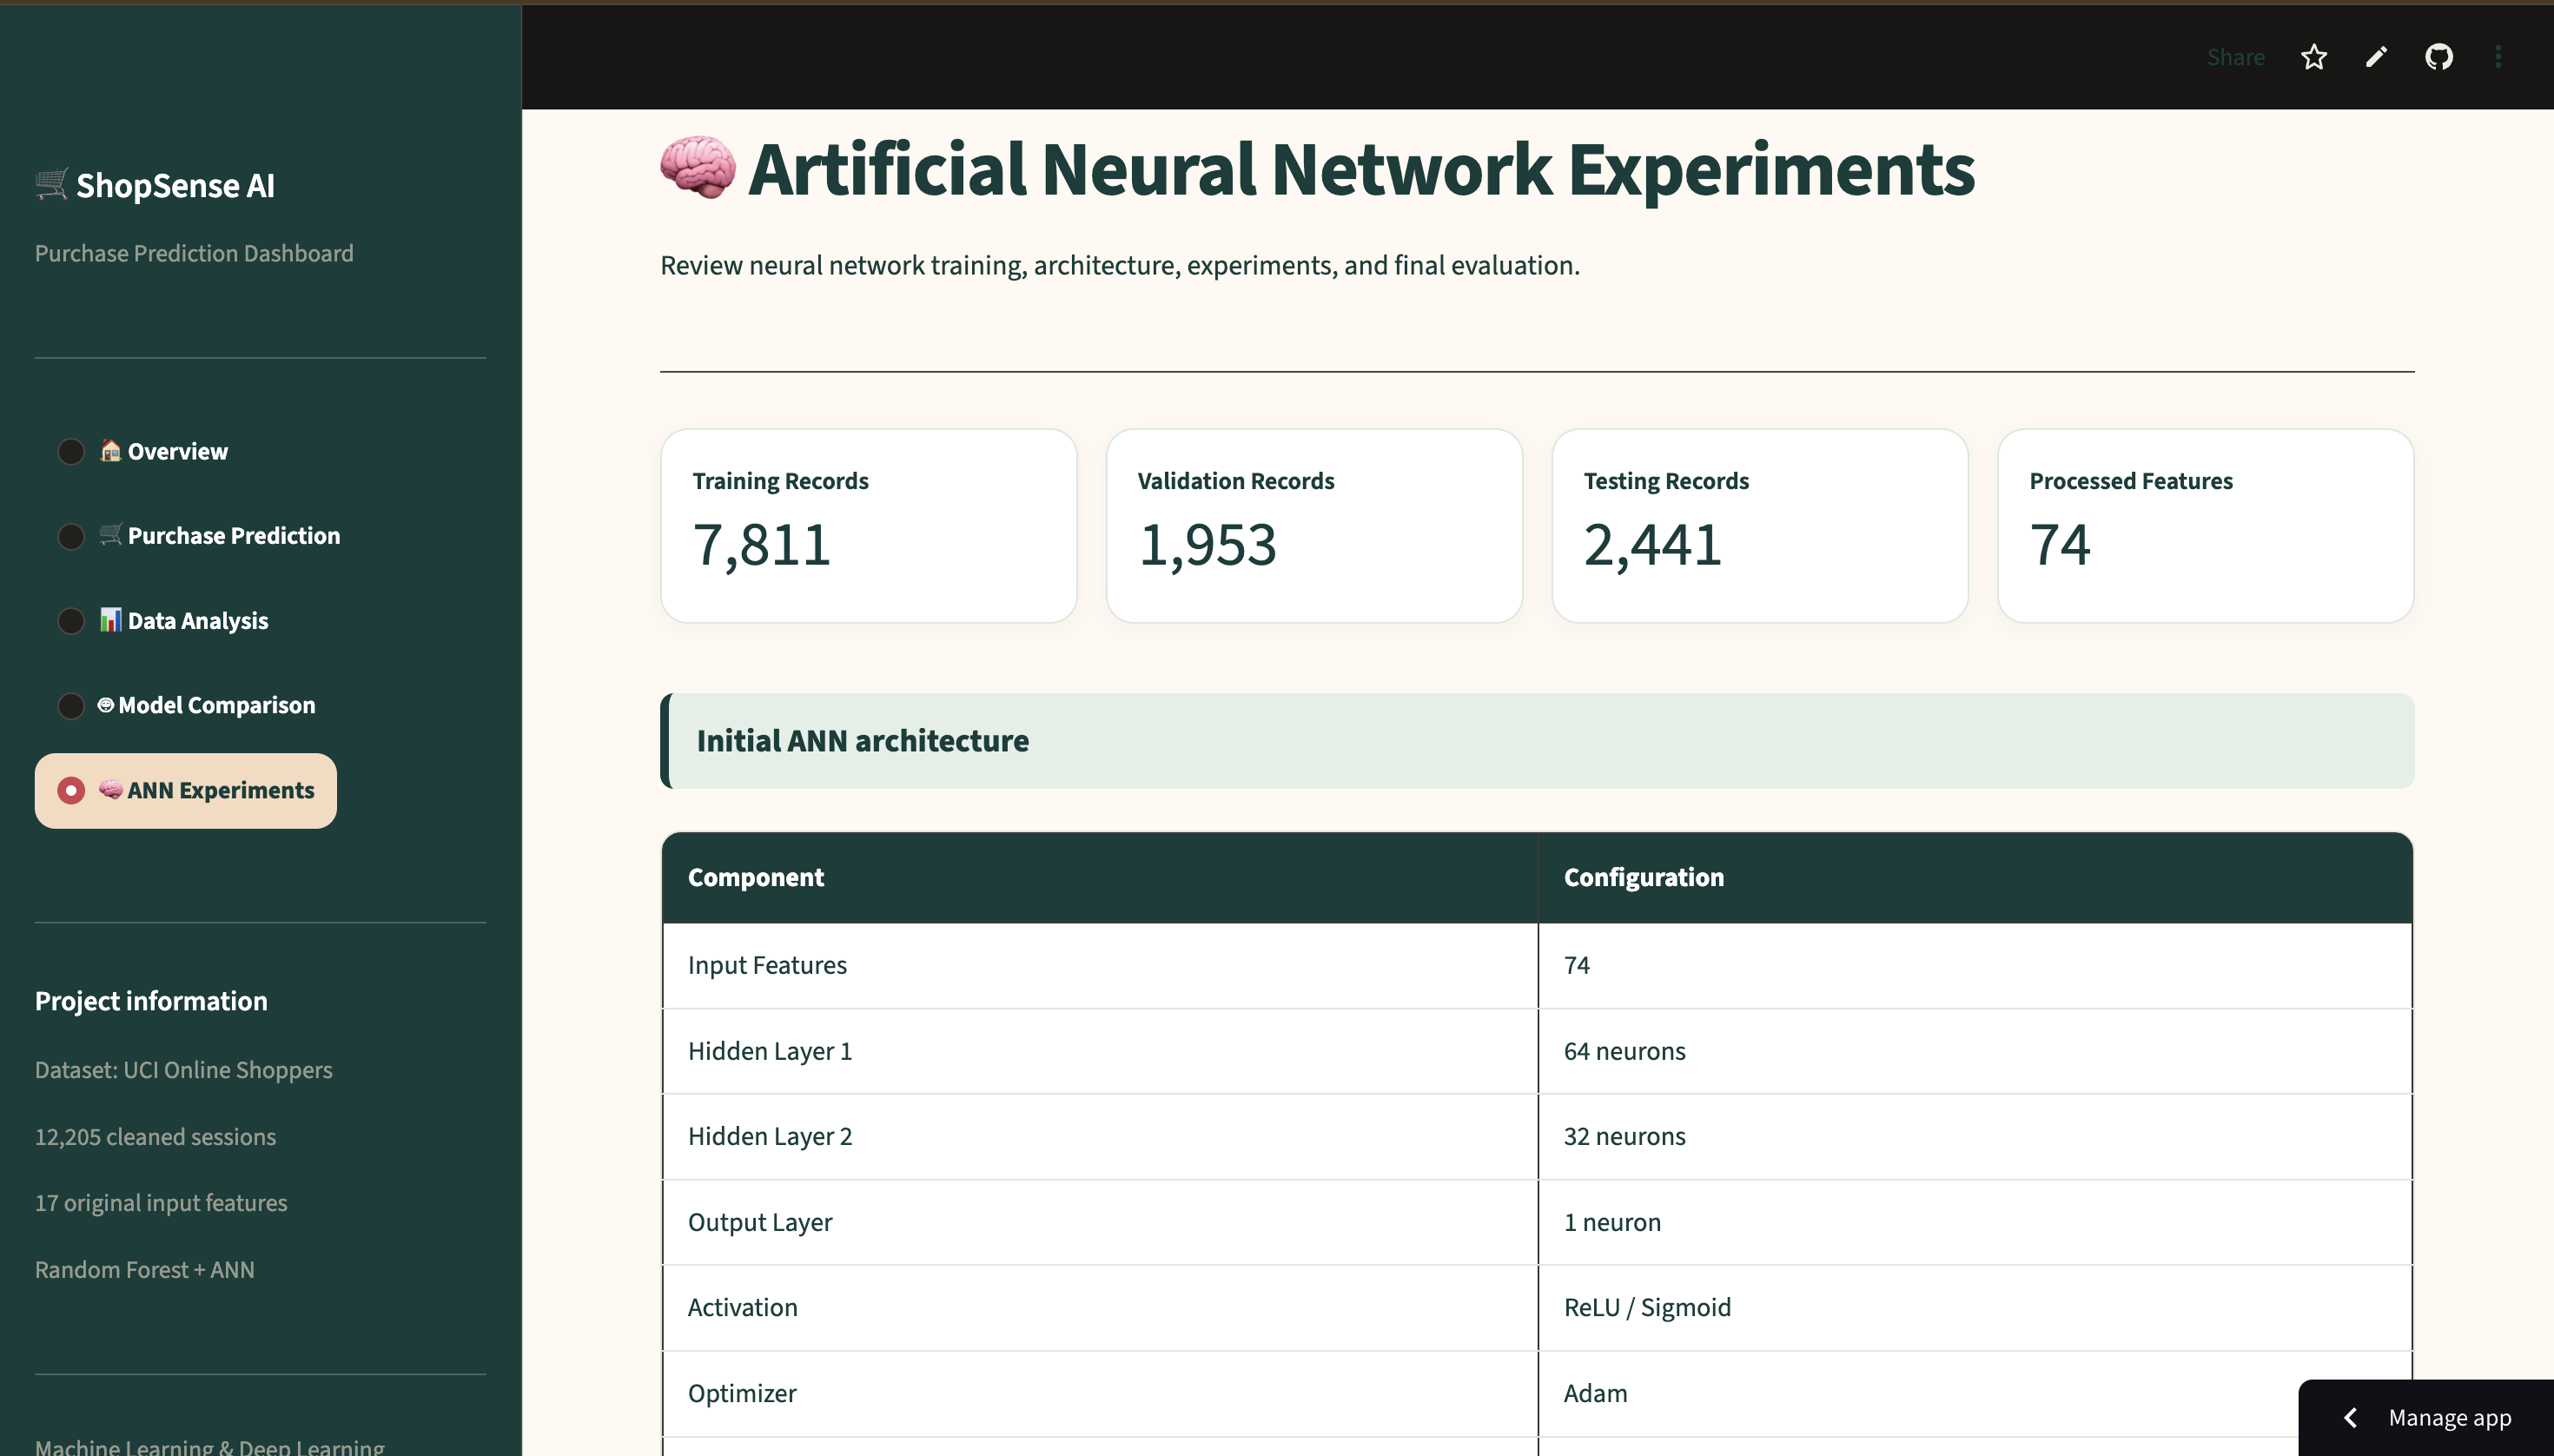 Share
ShopSense AI
Purchase Prediction Dashboard
Overview
Purchase Prediction
Data Analysis
Model Comparison
ANN Experiments
Project information
Dataset: UCI Online Shoppers
12,205 cleaned sessions
17 original input features
Random Forest + ANN
Machine Learning & Deep Learning
Artificial Neural Network Experiments
Review neural network training, architecture, experiments, and final evaluation.
Training Records
7,811
Validation Records
1,953
Testing Records
2,441
Processed Features
74
Initial ANN architecture
Component Configuration
Input Features 74
Hidden Layer 1 64 neurons
Hidden Layer 2 32 neurons
Output Layer 1 neuron
Activation ReLU / Sigmoid
Optimizer Adam
Manage app